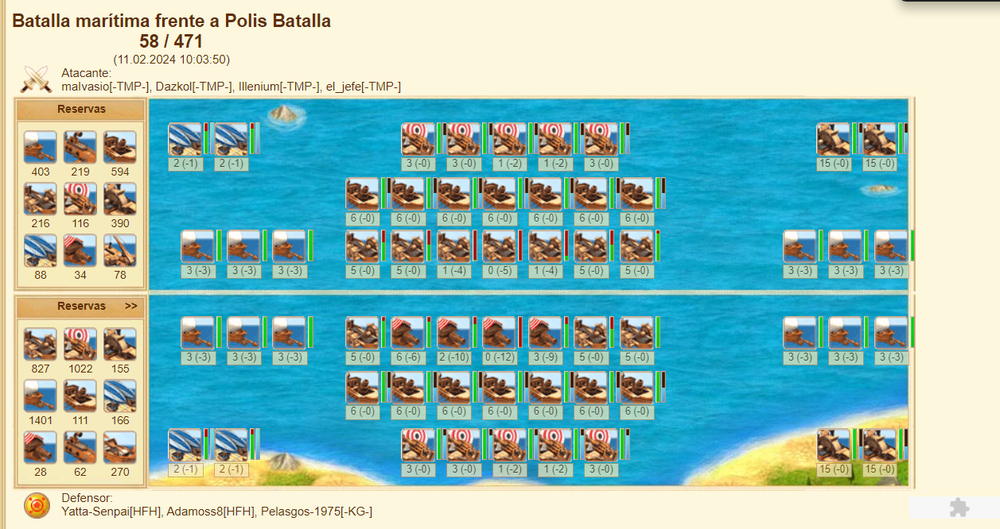 Batalla marítima frente a Polis Batalla
58 / 471
(11.02.2024 10:03:50)
Atacante:
malvasio[-TMP-], Dazkol[-TMP-], Illenium[-TMP-], el_jefe[-TMP-]
Reservas
403 219 594
216 116 390
88 34 78
2 (-1) 2 (-1) 3 (-0) 3 (-0) 1 (-2) 1 (-2) 3 (-0) 15 (-0) 15 (-0)
6 (-0) 6 (-0) 6 (-0) 6 (-0) 6 (-0) 6 (-0) 6 (-0)
3 (-3) 3 (-3) 3 (-3) 5 (-0) 5 (-0) 1 (-4) 0 (-5) 1 (-4) 5 (-0) 5 (-0) 3 (-3) 3 (-3) 3 (-3)
Reservas >>
827 1022 155
1401 111 166
28 62 270
3 (-3) 3 (-3) 3 (-3) 5 (-0) 6 (-6) 2 (-10) 0 (-12) 3 (-9) 5 (-0) 5 (-0) 3 (-3) 3 (-3) 3 (-3)
6 (-0) 6 (-0) 6 (-0) 6 (-0) 6 (-0) 6 (-0) 6 (-0)
2 (-1) 2 (-1) 3 (-0) 3 (-0) 1 (-2) 1 (-2) 3 (-0) 15 (-0) 15 (-0)
Defensor:
Yatta-Senpai[HFH], Adamoss8[HFH], Pelasgos-1975[-KG-]